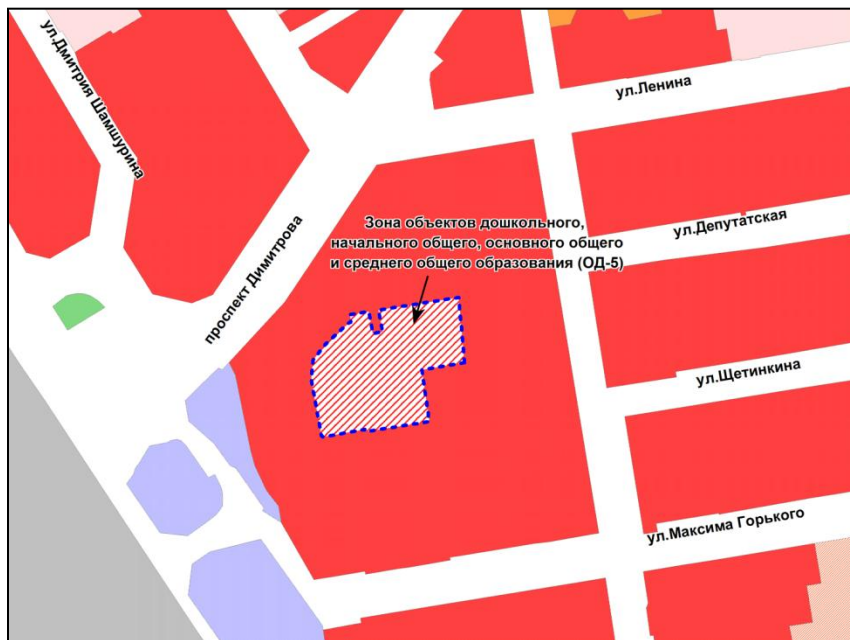 ул.Дмитрия Шамшурина
ул.Ленина
Зона объектов дошкольного,
начального общего, основного общего
и среднего общего образования (ОД-5)
ул.Депутатская
проспект Димитрова
ул.Щетинкина
ул.Максима Горького